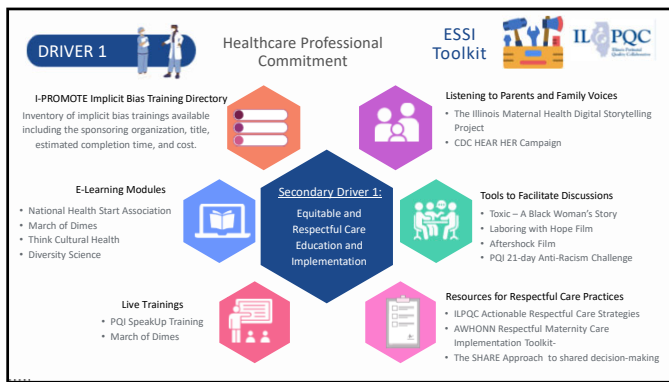 DRIVER 1
Healthcare Professional
Commitment
ESSI
Toolkit
ILPQC
Illinois Perinatal
Quality Collaborative
I-PROMOTE Implicit Bias Training Directory
Inventory of implicit bias trainings available
including the sponsoring organization, title,
estimated completion time, and cost.
Listening to Parents and Family Voices
• The Illinois Maternal Health Digital Storytelling
Project
• CDC HEAR HER Campaign
E-Learning Modules
• National Health Start Association
• March of Dimes
• Think Cultural Health
• Diversity Science
Secondary Driver 1:
Equitable and
Respectful Care
Education and
Implementation
Tools to Facilitate Discussions
• Toxic – A Black Woman's Story
• Laboring with Hope Film
• Aftershock Film
• PQI 21-day Anti-Racism Challenge
Live Trainings
• PQI SpeakUp Training
• March of Dimes
Resources for Respectful Care Practices
• ILPQC Actionable Respectful Care Strategies
• AWHONN Respectful Maternity Care
Implementation Toolkit-
• The SHARE Approach to shared decision-making